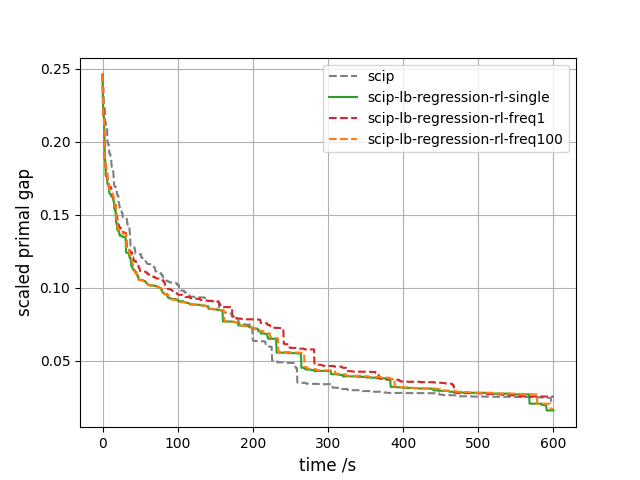 scip
scip-lb-regression-rl-single
scip-lb-regression-rl-freq1
scip-lb-regression-rl-freq100
scaled primal gap
0.25
0.20
0.15
0.10
0.05
0 100 200 300 400 500 600
time /s